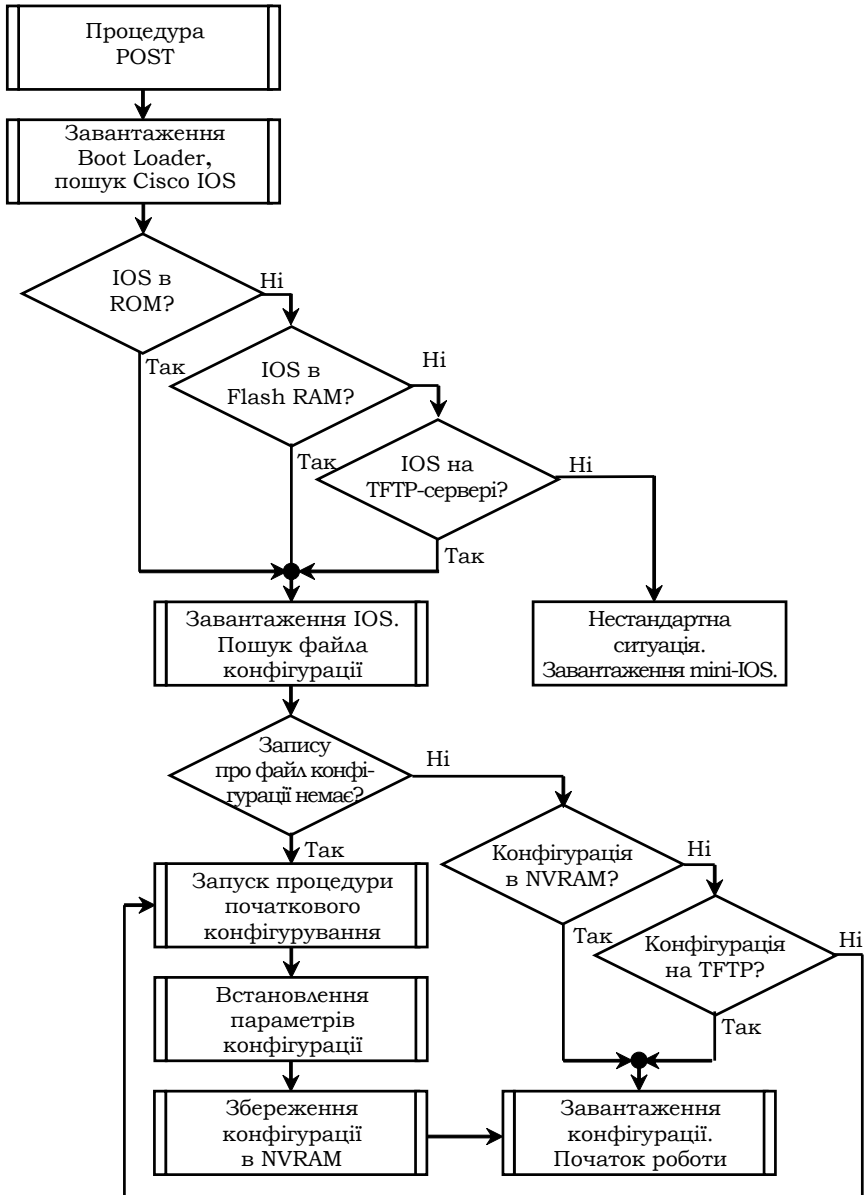 Процедура
POST
Завантаження
Boot Loader,
пошук Cisco IOS
IOS в
ROM?
Ні
Так
IOS в
Flash RAM?
Ні
Так
IOS на
TFTP-сервері?
Ні
Так
Завантаження IOS.
Пошук файла
конфігурації
Нестандартна
ситуація.
Завантаження mini-IOS.
Запису
про файл конфі-
гурації немає?
Ні
Так
Конфігурація
в NVRAM?
Ні
Так
Запуск процедури
початкового
конфігурування
Конфігурація
на TFTP?
Ні
Так
Встановлення
параметрів
конфігурації
Збереження
конфігурації
в NVRAM
Завантаження
конфігурації.
Початок роботи